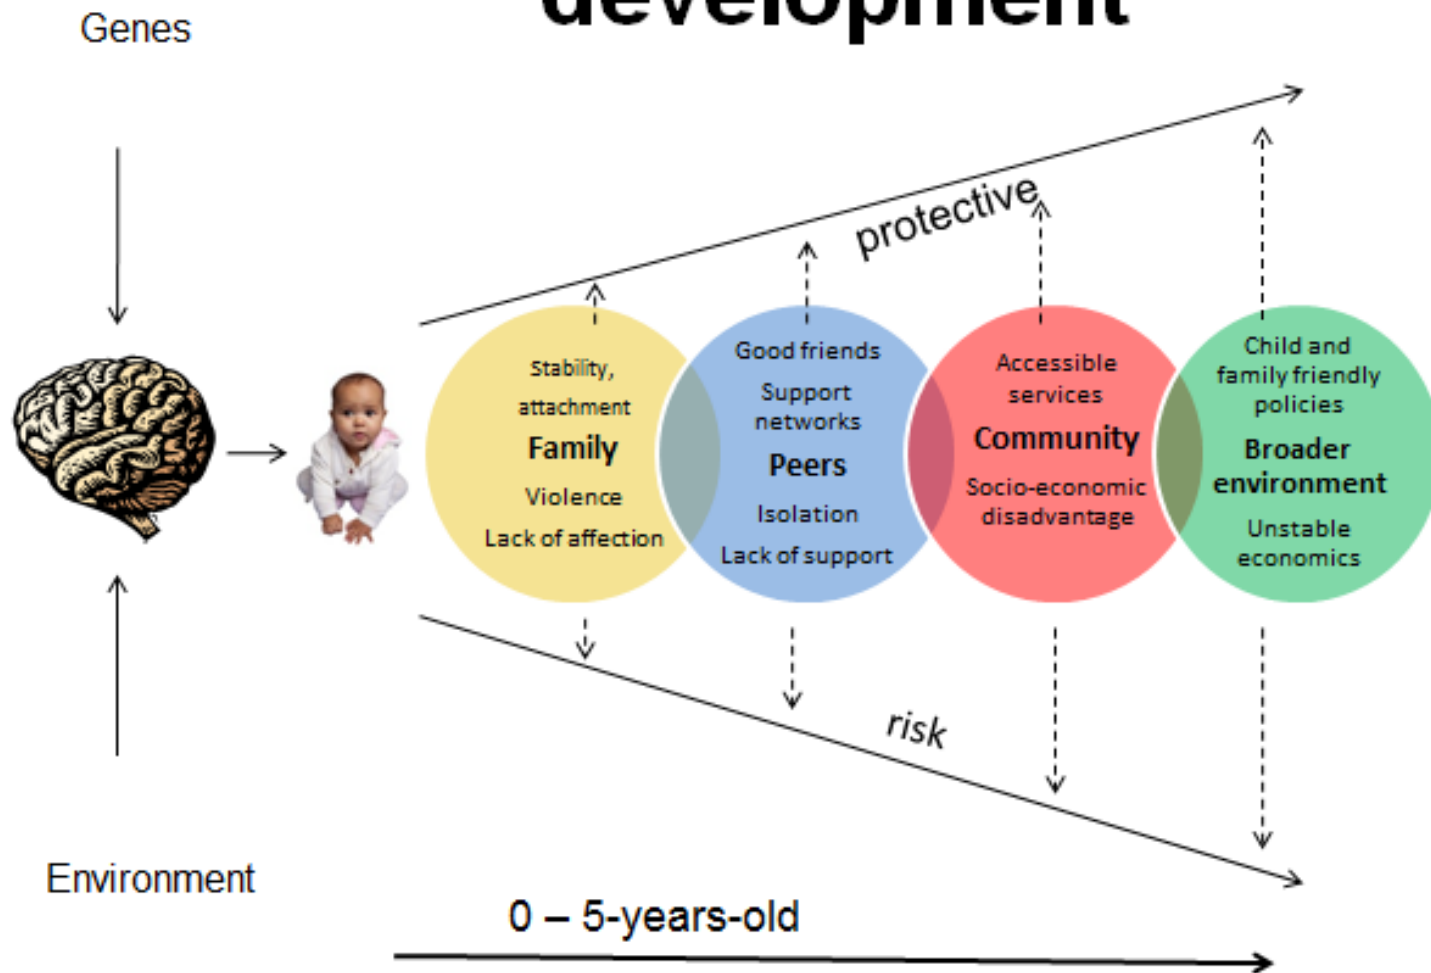 development
Genes
protective
Stability,
attachment
Family
Violence
Lack of affection
Good friends
Support
networks
Peers
Isolation
Lack of support
Accessible
services
Community
Socio-economic
disadvantage
Child and
family friendly
policies
Broader
environment
Unstable
economics
risk
Environment
0 – 5-years-old